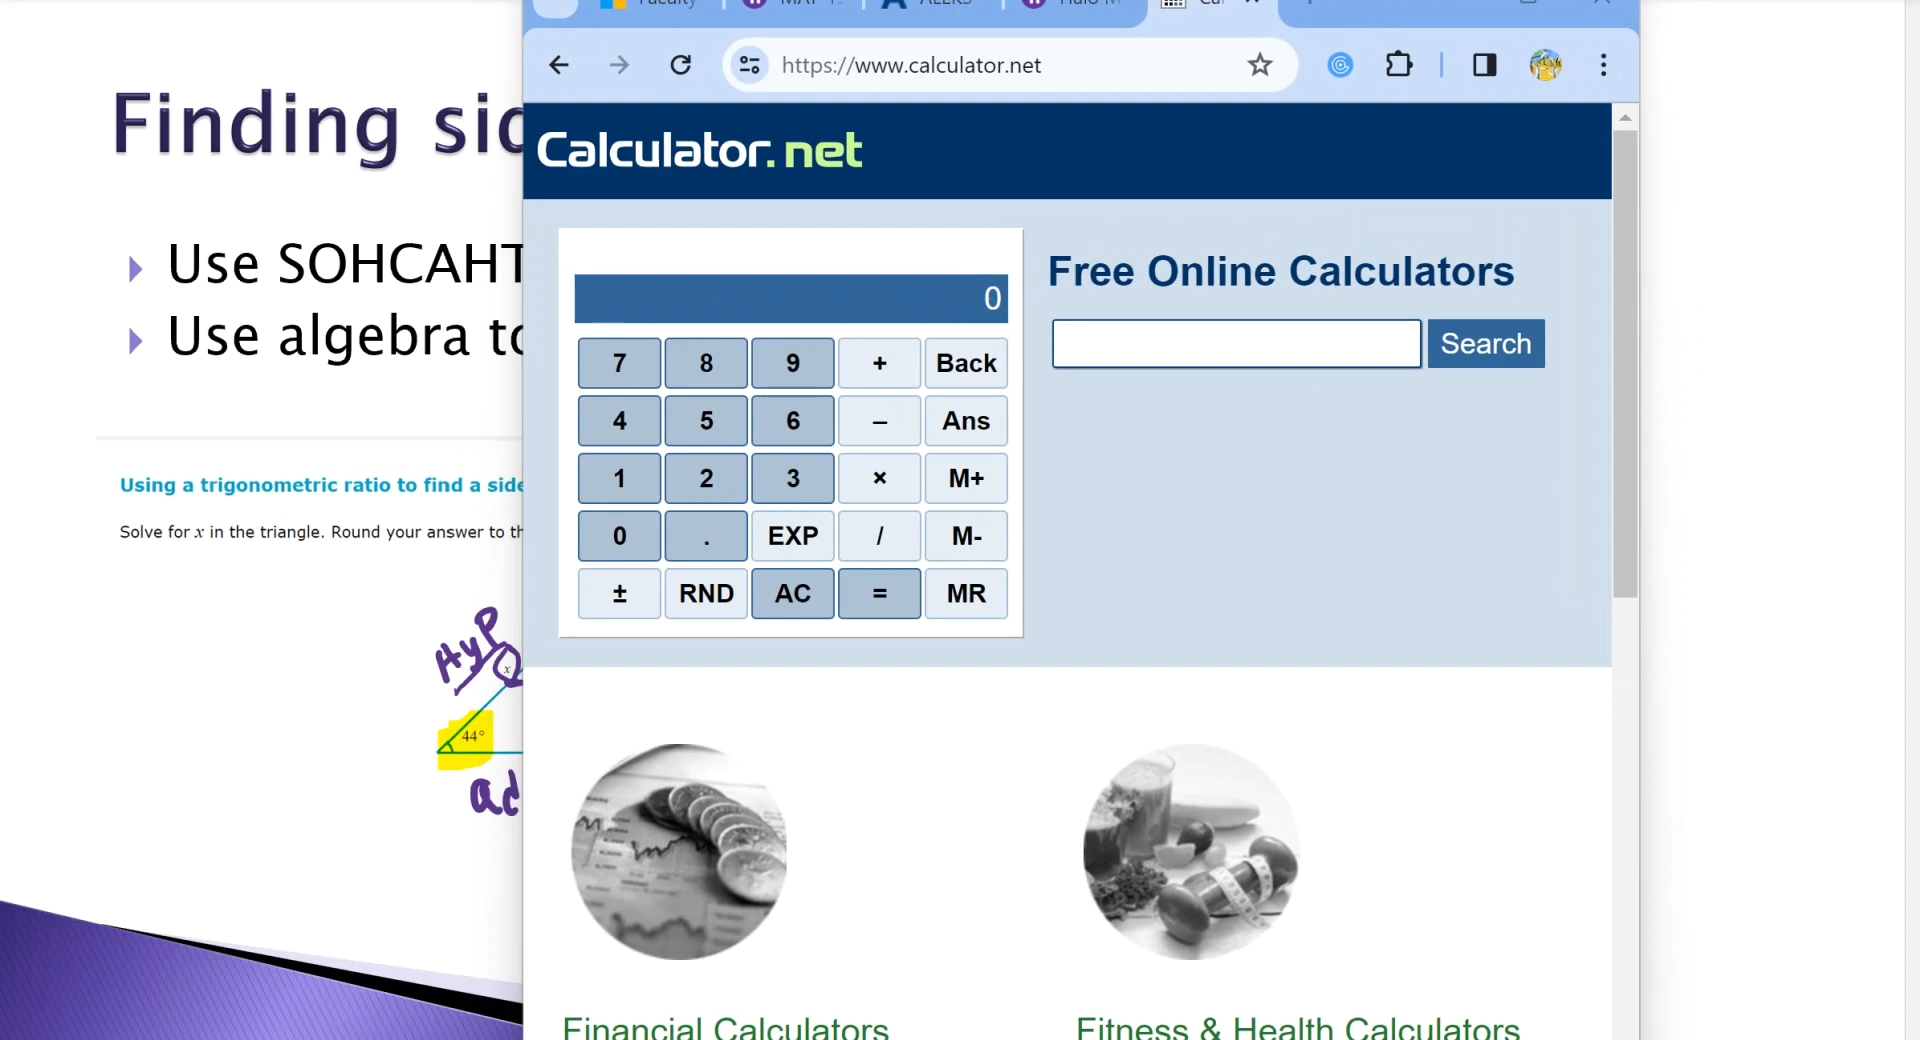 https://www.calculator.net
Finding sid
Use SOHCAHT
Use algebra to
Using a trigonometric ratio to find a side
Solve for x in the triangle. Round your answer to th
Hyp
x
44°
ad
Calculator.net
0
7 8 9 + Back
4 5 6 – Ans
1 2 3 × M+
0 . EXP / M-
± RND AC = MR
Free Online Calculators
Search
Financial Calculators
Fitness & Health Calculators